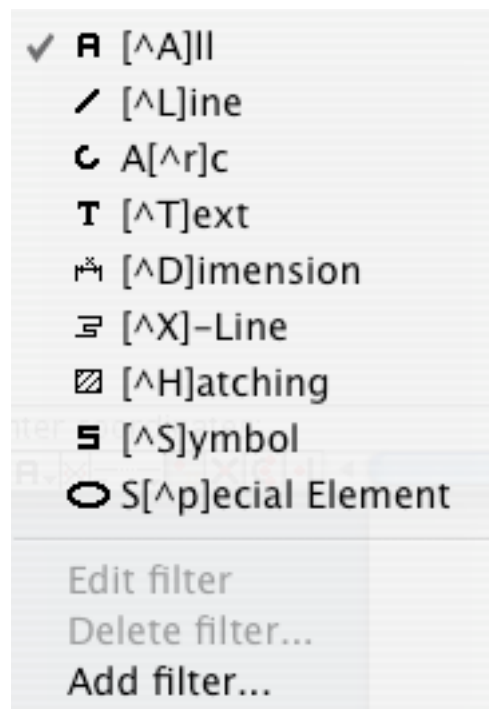 [^A]ll
[^L]ine
A[^r]c
[^T]ext
[^D]imension
[^X]-Line
[^H]atching
[^S]ymbol
S[^p]ecial Element
Edit filter
Delete filter...
Add filter...